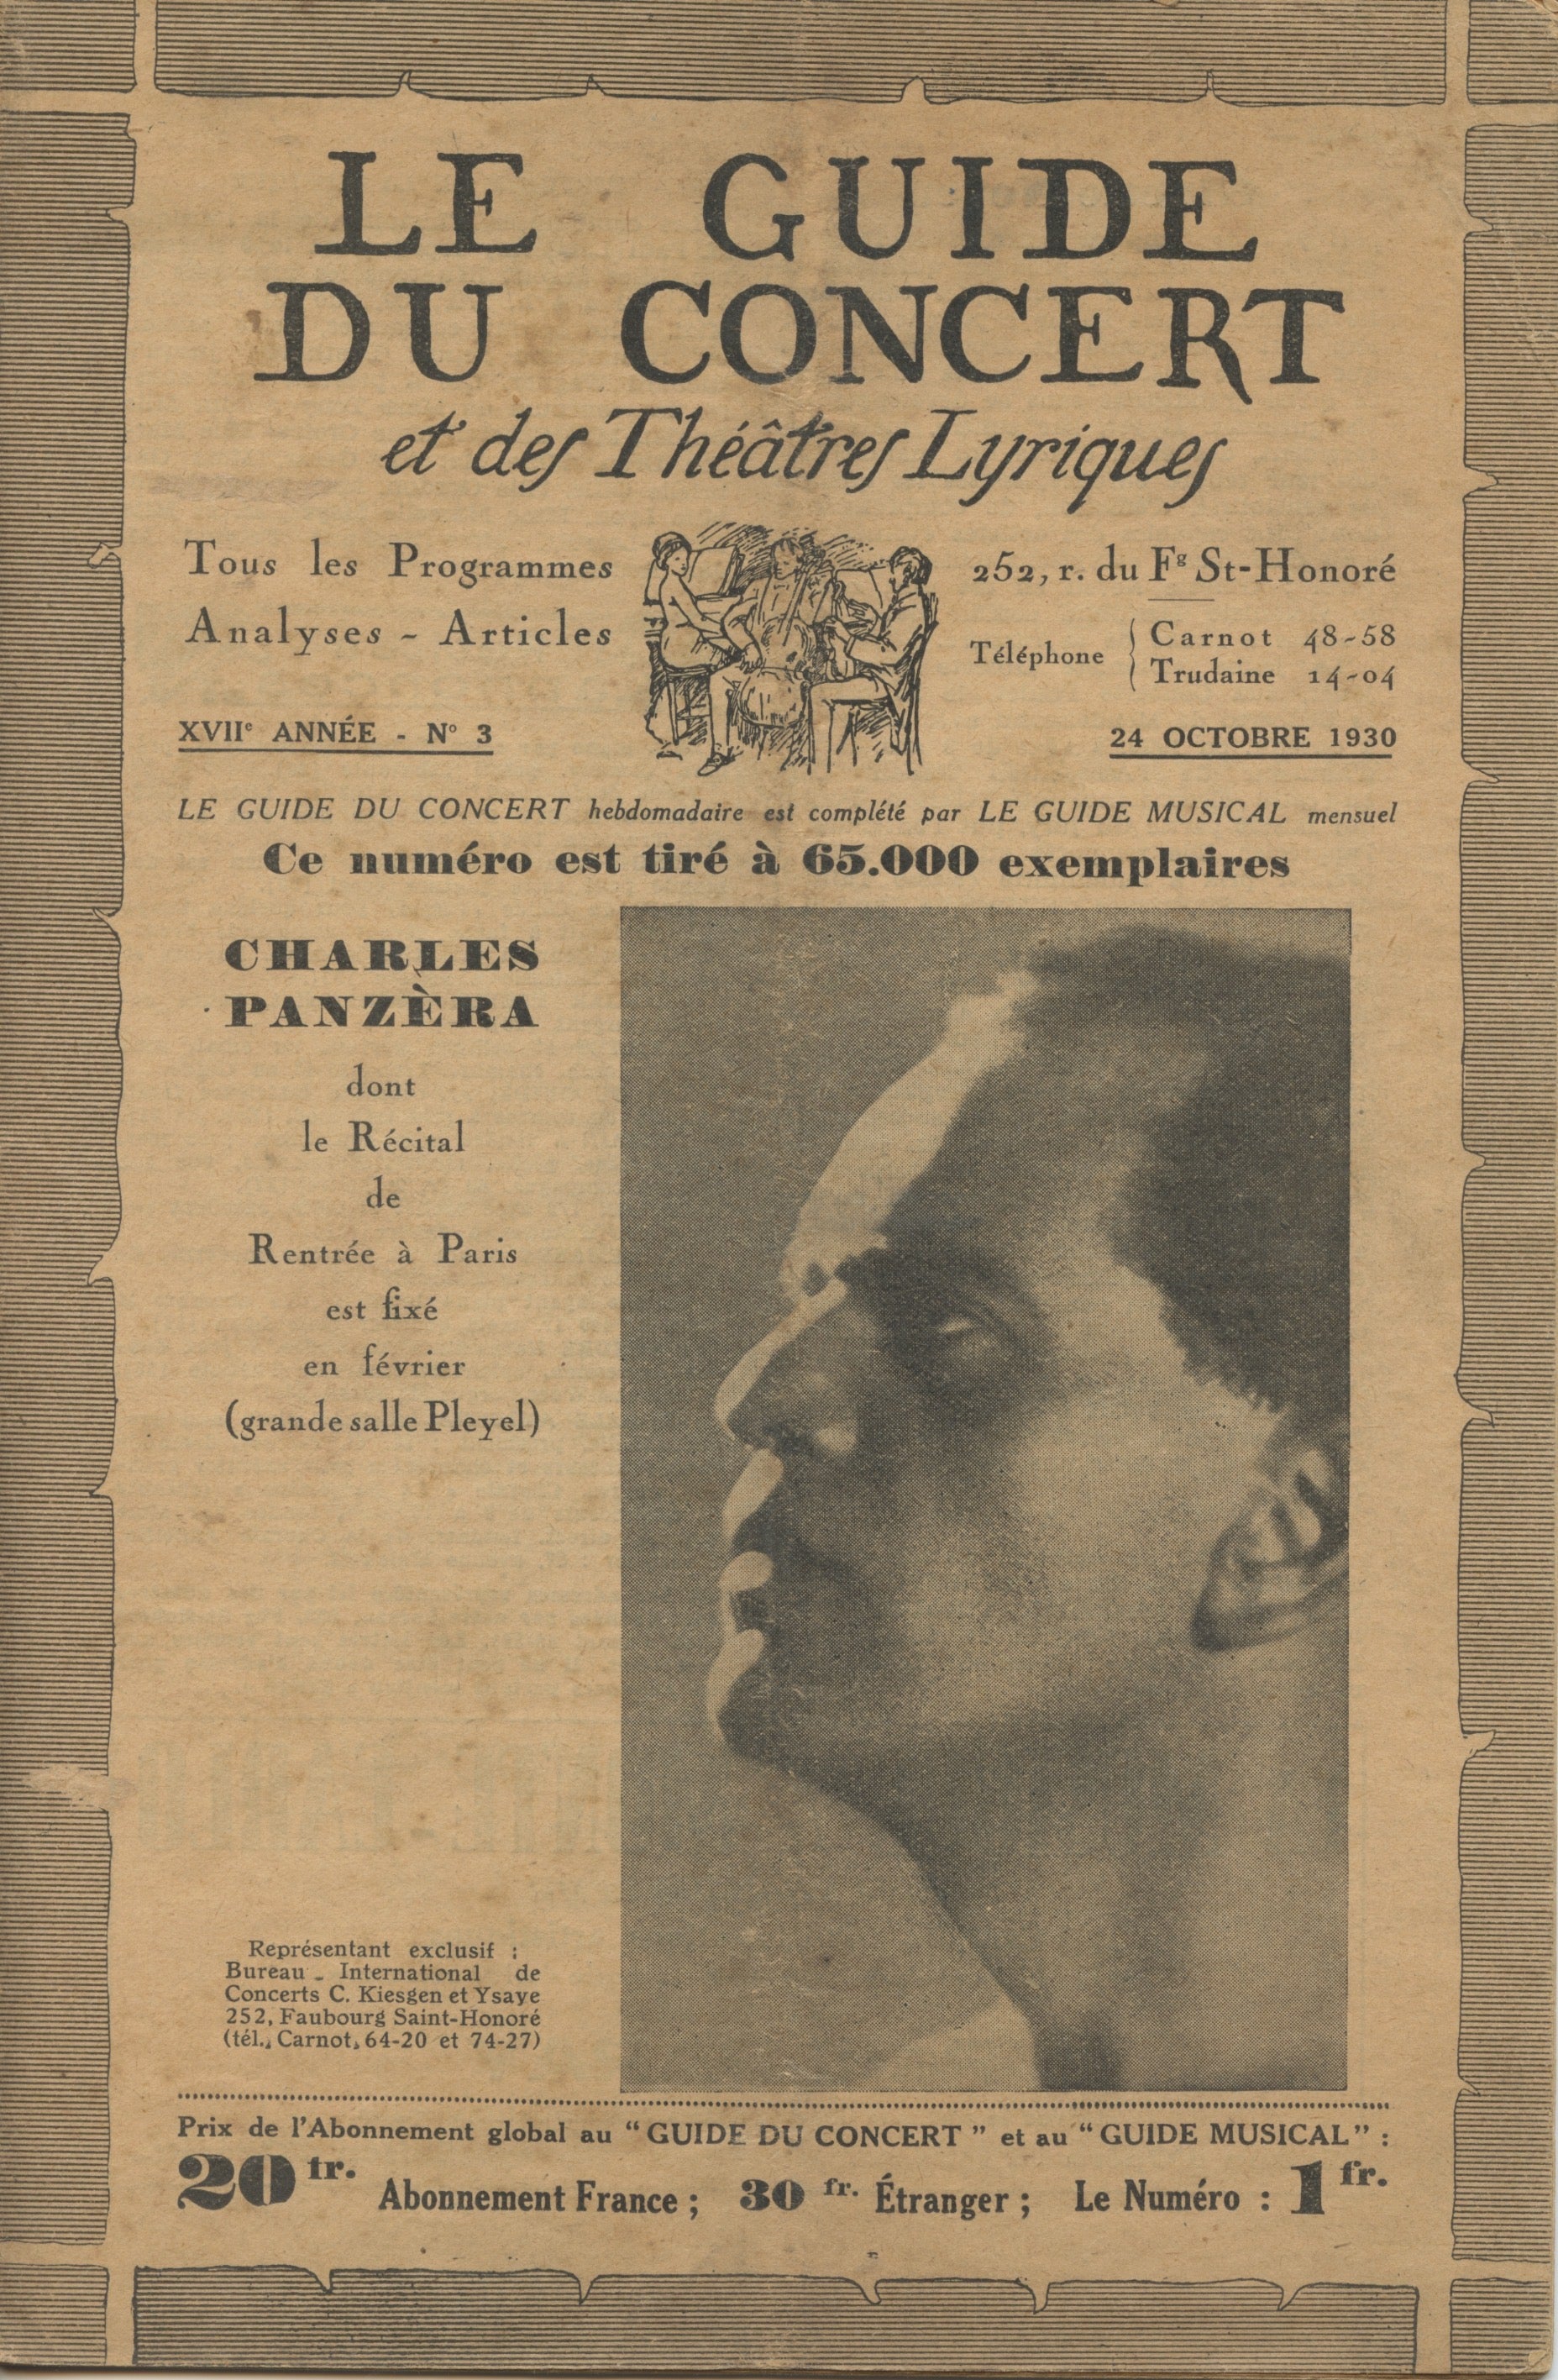 LE GUIDE
DU CONCERT
et des Théâtres Lyriques
Tous les Programmes
Analyses - Articles
252, r. du Fg St-Honoré
Téléphone { Carnot 48-58
Trudaine 14-04
XVIIe ANNÉE - No 3
24 OCTOBRE 1930
LE GUIDE DU CONCERT hebdomadaire est complété par LE GUIDE MUSICAL mensuel
Ce numéro est tiré à 65.000 exemplaires
CHARLES
PANZÈRA
dont
le Récital
de
Rentrée à Paris
est fixé
en février
(grande salle Pleyel)
Représentant exclusif :
Bureau - International de
Concerts C. Kiesgen et Ysaye
252, Faubourg Saint-Honoré
(tél., Carnot, 64-20 et 74-27)
Prix de l'Abonnement global au “ GUIDE DU CONCERT ” et au “ GUIDE MUSICAL” :
20 fr. Abonnement France ; 30 fr. Étranger ; Le Numéro : 1 fr.